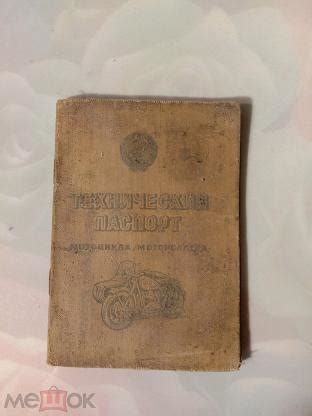 ТЕХНИЧЕСКИЙ
ПАСПОРТ
МОТОЦИКЛА, МОТОРОЛЛЕРА
МЕШОК